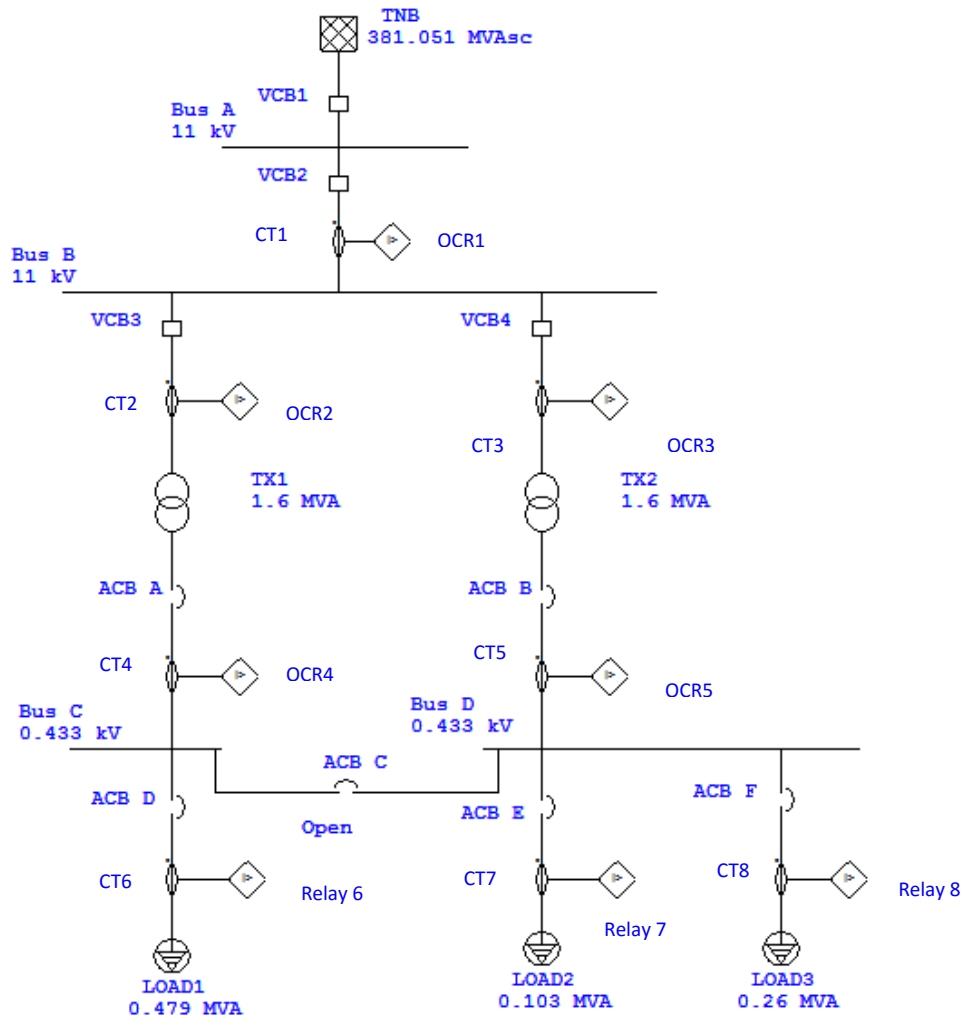 TNB
381.051 MVAsc
VCB1
Bus A
11 kV
VCB2
CT1
OCR1
Bus B
11 kV
VCB3
VCB4
CT2
OCR2
CT3
OCR3
TX1
1.6 MVA
TX2
1.6 MVA
ACB A
ACB B
CT4
OCR4
CT5
OCR5
Bus C
0.433 kV
Bus D
0.433 kV
ACB C
Open
ACB D
ACB E
ACB F
CT6
Relay 6
CT7
Relay 7
CT8
Relay 8
LOAD1
0.479 MVA
LOAD2
0.103 MVA
LOAD3
0.26 MVA